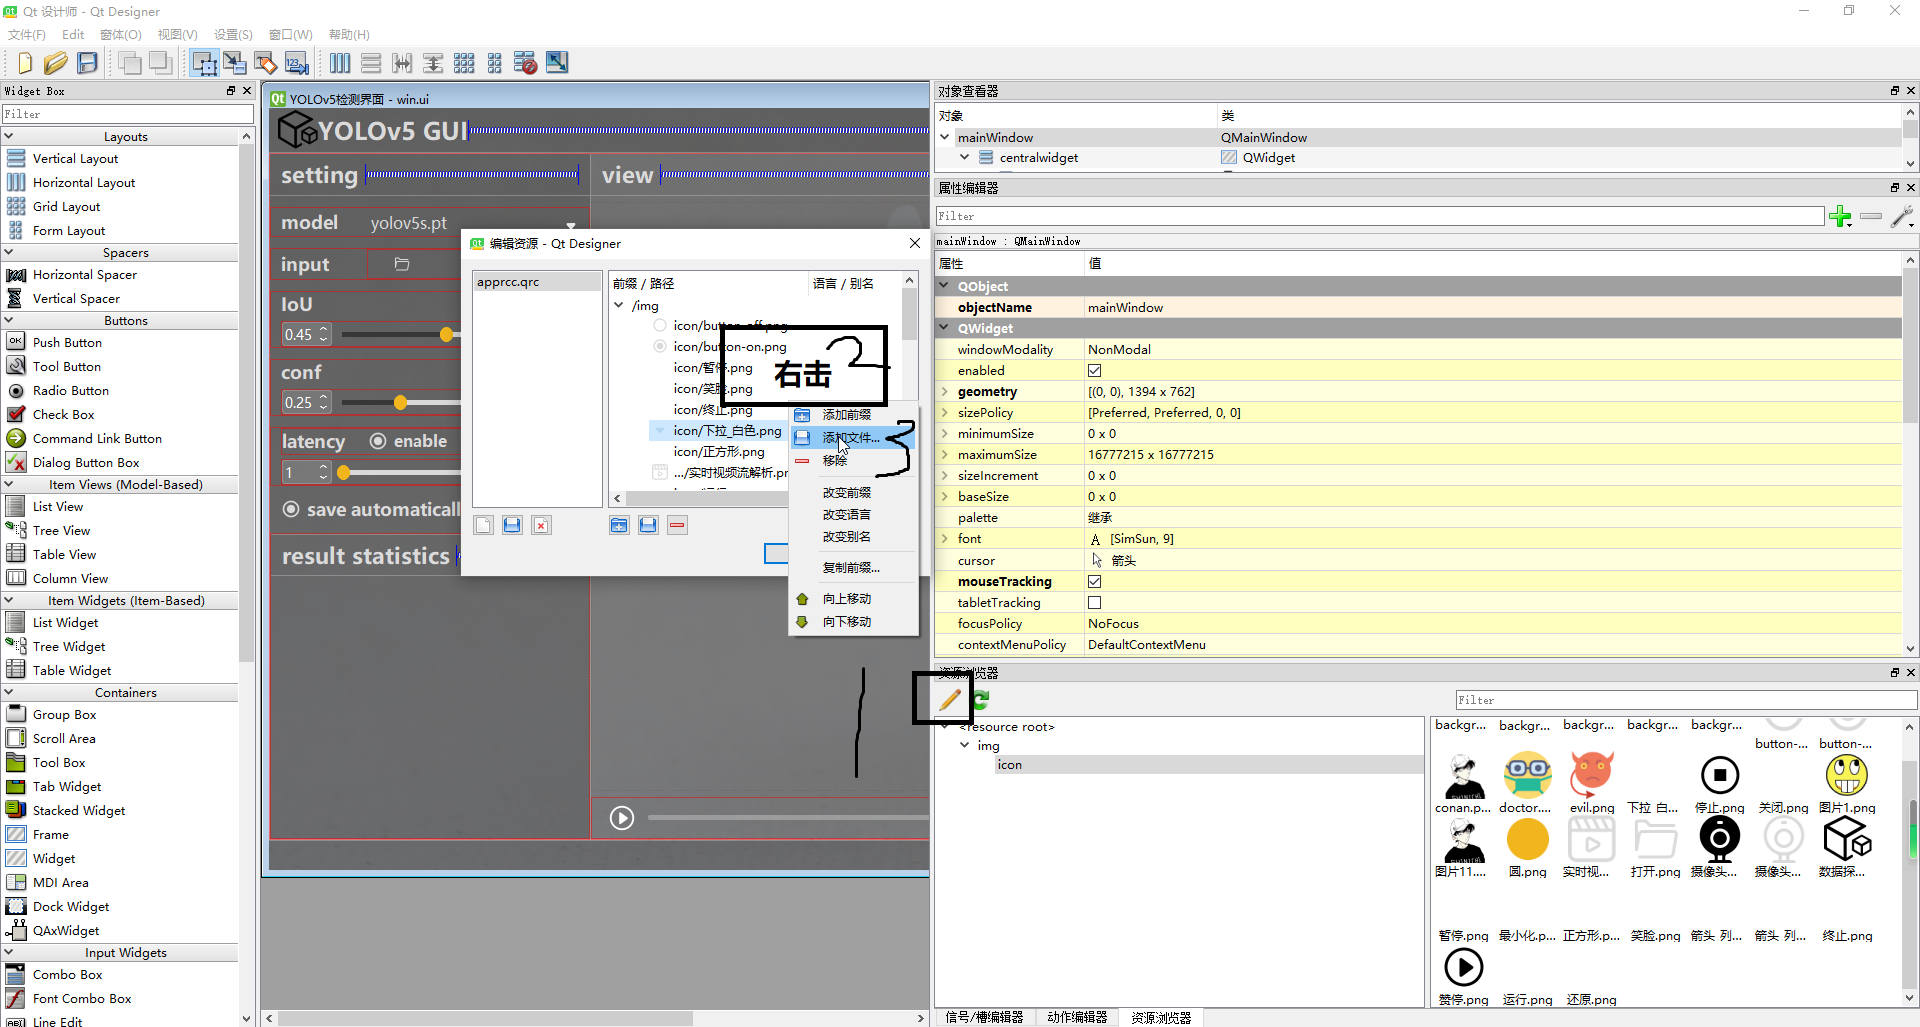 Qt 设计师 - Qt Designer
文件(F) Edit 窗体(O) 视图(V) 设置(S) 窗口(W) 帮助(H)
Widget Box
Filter
Layouts
Vertical Layout
Horizontal Layout
Grid Layout
Form Layout
Spacers
Horizontal Spacer
Vertical Spacer
Buttons
Push Button
Tool Button
Radio Button
Check Box
Command Link Button
Dialog Button Box
Item Views (Model-Based)
List View
Tree View
Table View
Column View
Item Widgets (Item-Based)
List Widget
Tree Widget
Table Widget
Containers
Group Box
Scroll Area
Tool Box
Tab Widget
Stacked Widget
Frame
Widget
MDI Area
Dock Widget
QAxWidget
Input Widgets
Combo Box
Font Combo Box
Line Edit
YOLOv5检测界面 - win.ui
YOLOv5 GUI
setting
view
model yolov5s.pt
input
IoU
0.45
conf
0.25
latency enable
1
save automatically
result statistics
编辑资源 - Qt Designer
apprcc.qrc
前缀 / 路径 语言 / 别名
/img
icon/button-off.png
icon/button-on.png
icon/暂停.png
icon/笑脸.png
icon/终止.png
icon/下拉_白色.png
icon/正方形.png
.../实时视频流解析.pn
右击
2
3
1
添加前缀
添加文件...
移除
改变前缀
改变语言
改变别名
复制前缀...
向上移动
向下移动
对象查看器
对象 类
mainWindow QMainWindow
centralwidget QWidget
属性编辑器
Filter
mainWindow : QMainWindow
属性 值
QObject
objectName mainWindow
QWidget
windowModality NonModal
enabled
geometry [(0, 0), 1394 x 762]
sizePolicy [Preferred, Preferred, 0, 0]
minimumSize 0 x 0
maximumSize 16777215 x 16777215
sizeIncrement 0 x 0
baseSize 0 x 0
palette 继承
font A [SimSun, 9]
cursor 箭头
mouseTracking
tabletTracking
focusPolicy NoFocus
contextMenuPolicy DefaultContextMenu
资源浏览器
Filter
<resource root>
img
icon
backgr... backgr... backgr... backgr... backgr... button-... button-...
conan.p... doctor.... evil.png 下拉 白... 停止.png 关闭.png 图片1.png
图片11.... 圆.png 实时视... 打开.png 摄像头... 摄像头... 数据探...
暂停.png 最小化.p... 正方形.p... 笑脸.png 箭头 列... 箭头 列... 终止.png
赞停.png 运行.png 还原.png
信号/槽编辑器 动作编辑器 资源浏览器